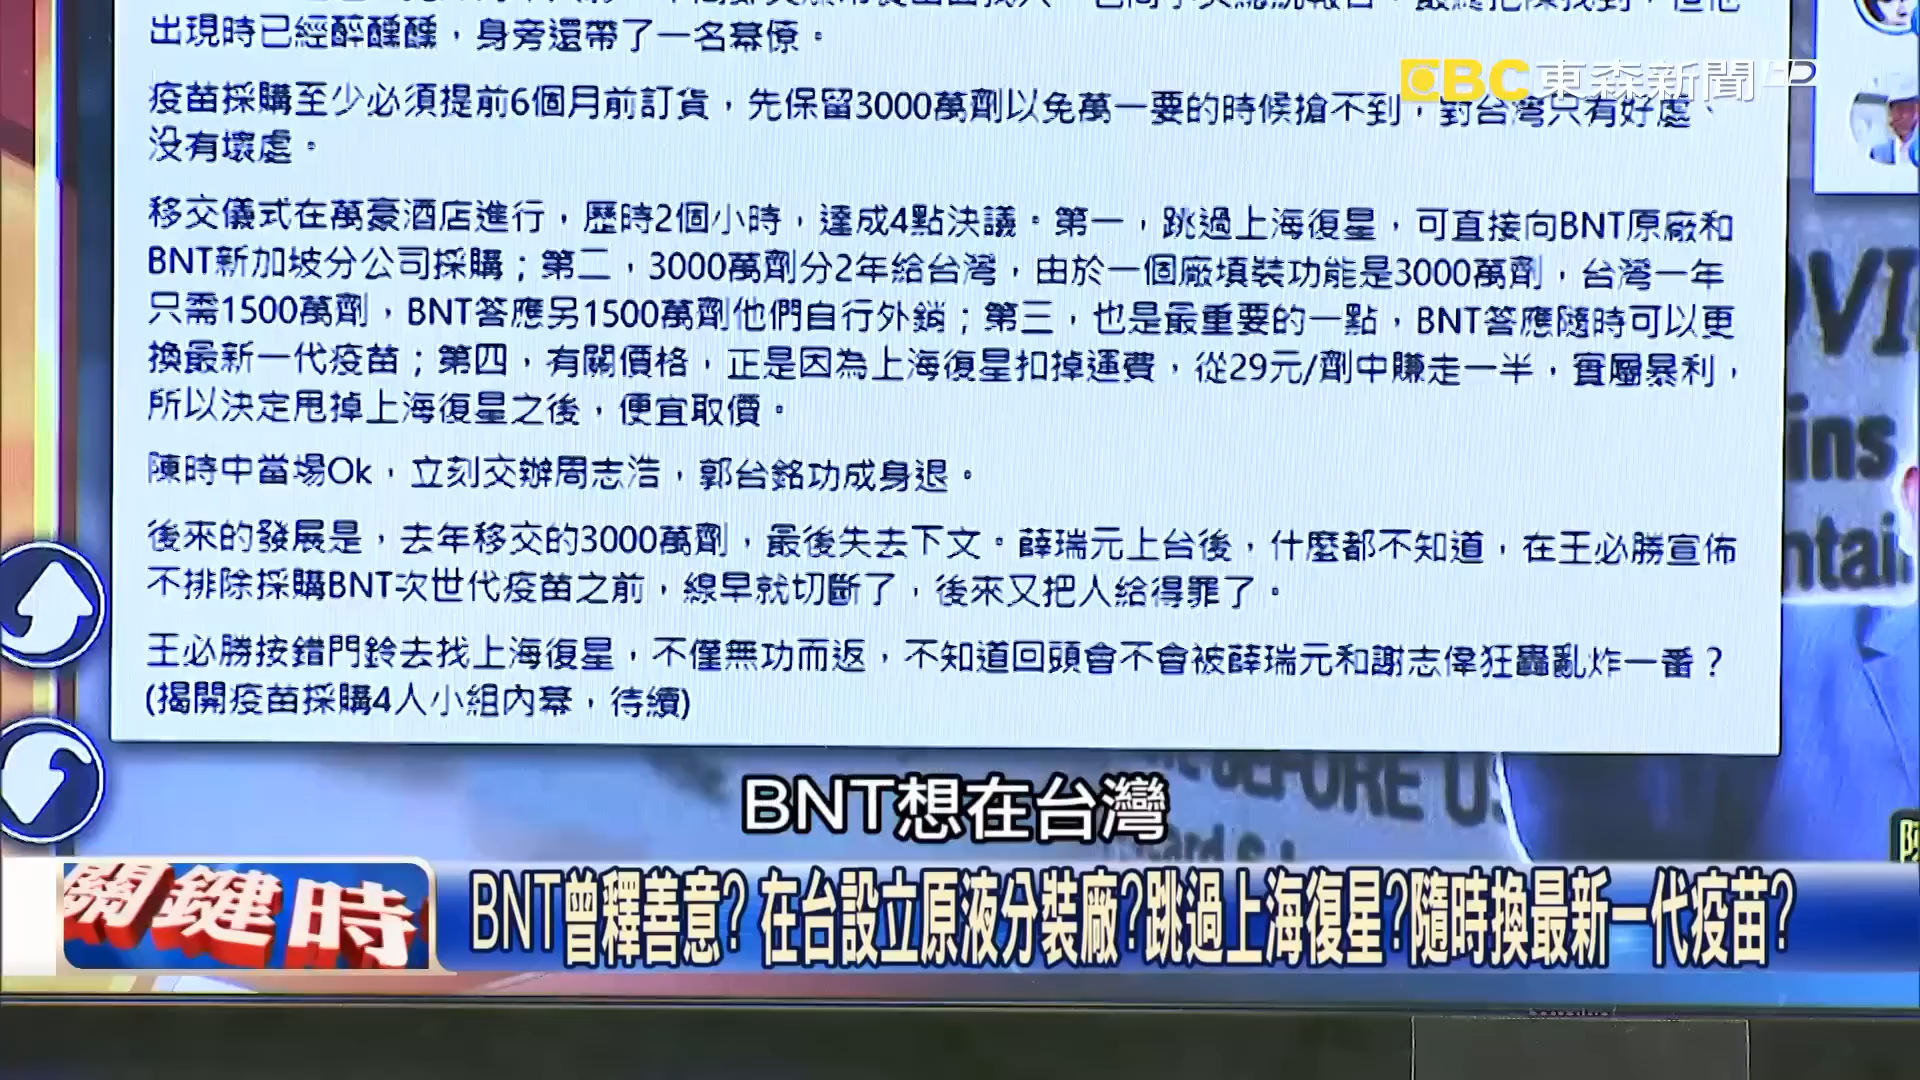 出現時已經醉醺醺，身旁還帶了一名幕僚。
EBC 東森新聞
疫苗採購至少必須提前6個月前訂貨，先保留3000萬劑以免萬一要的時候搶不到，對台灣只有好處、
沒有壞處。
移交儀式在萬豪酒店進行，歷時2個小時，達成4點決議。第一，跳過上海復星，可直接向BNT原廠和
BNT新加坡分公司採購；第二，3000萬劑分2年給台灣，由於一個廠填裝功能是3000萬劑，台灣一年
只需1500萬劑，BNT答應另1500萬劑他們自行外銷；第三，也是最重要的一點，BNT答應隨時可以更
換最新一代疫苗；第四，有關價格，正是因為上海復星扣掉運費，從29元/劑中賺走一半，實屬暴利，
所以決定甩掉上海復星之後，便宜取價。
陳時中當場Ok，立刻交辦周志浩，郭台銘功成身退。
後來的發展是，去年移交的3000萬劑，最後失去下文。薛瑞元上台後，什麼都不知道，在王必勝宣佈
不排除採購BNT次世代疫苗之前，線早就切斷了，後來又把人給得罪了。
王必勝按錯門鈴去找上海復星，不僅無功而返，不知道回頭會不會被薛瑞元和謝志偉狂轟亂炸一番？
(揭開疫苗採購4人小組內幕，待續)
BEFORE U
BNT想在台灣
關鍵時
BNT曾釋善意?在台設立原液分裝廠?跳過上海復星?隨時換最新一代疫苗?